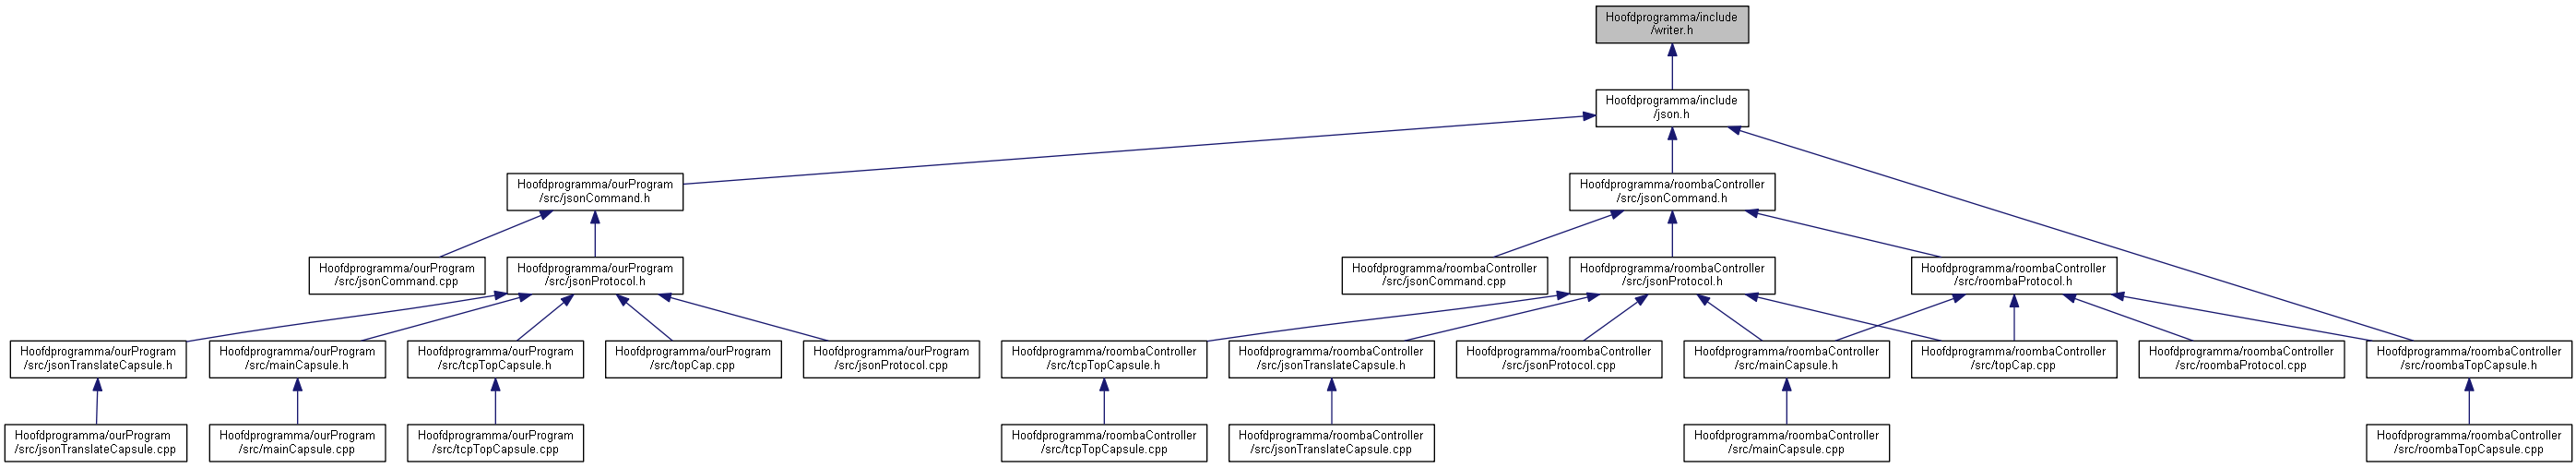 Hoofdprogramma/include
/writer.h
Hoofdprogramma/include
/json.h
Hoofdprogramma/ourProgram
/src/jsonCommand.h
Hoofdprogramma/roombaController
/src/jsonCommand.h
Hoofdprogramma/ourProgram
/src/jsonCommand.cpp
Hoofdprogramma/ourProgram
/src/jsonProtocol.h
Hoofdprogramma/roombaController
/src/jsonCommand.cpp
Hoofdprogramma/roombaController
/src/jsonProtocol.h
Hoofdprogramma/roombaController
/src/roombaProtocol.h
Hoofdprogramma/ourProgram
/src/jsonTranslateCapsule.h
Hoofdprogramma/ourProgram
/src/mainCapsule.h
Hoofdprogramma/ourProgram
/src/tcpTopCapsule.h
Hoofdprogramma/ourProgram
/src/topCap.cpp
Hoofdprogramma/ourProgram
/src/jsonProtocol.cpp
Hoofdprogramma/roombaController
/src/tcpTopCapsule.h
Hoofdprogramma/roombaController
/src/jsonTranslateCapsule.h
Hoofdprogramma/roombaController
/src/jsonProtocol.cpp
Hoofdprogramma/roombaController
/src/mainCapsule.h
Hoofdprogramma/roombaController
/src/topCap.cpp
Hoofdprogramma/roombaController
/src/roombaProtocol.cpp
Hoofdprogramma/roombaController
/src/roombaTopCapsule.h
Hoofdprogramma/ourProgram
/src/jsonTranslateCapsule.cpp
Hoofdprogramma/ourProgram
/src/mainCapsule.cpp
Hoofdprogramma/ourProgram
/src/tcpTopCapsule.cpp
Hoofdprogramma/roombaController
/src/tcpTopCapsule.cpp
Hoofdprogramma/roombaController
/src/jsonTranslateCapsule.cpp
Hoofdprogramma/roombaController
/src/mainCapsule.cpp
Hoofdprogramma/roombaController
/src/roombaTopCapsule.cpp